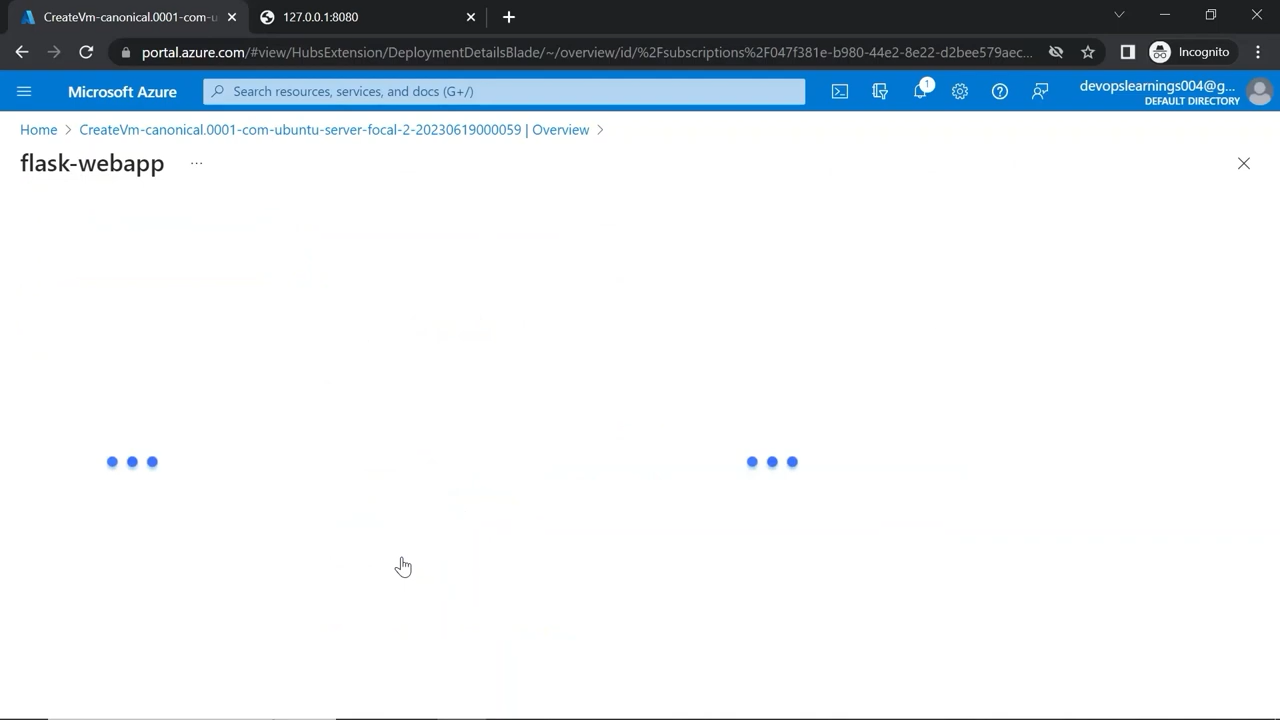 CreateVm-canonical.0001-com-u
127.0.0.1:8080
portal.azure.com/#view/HubsExtension/DeploymentDetailsBlade/~/overview/id/%2Fsubscriptions%2F047f3810-b980-44e2-8e22-d2bee579aec...
Incognito
Microsoft Azure
Search resources, services, and docs (G+/)
1
devopslearnings004@g...
DEFAULT DIRECTORY
Home > CreateVm-canonical.0001-com-ubuntu-server-focal-2-20230619000059 | Overview >
flask-webapp ...